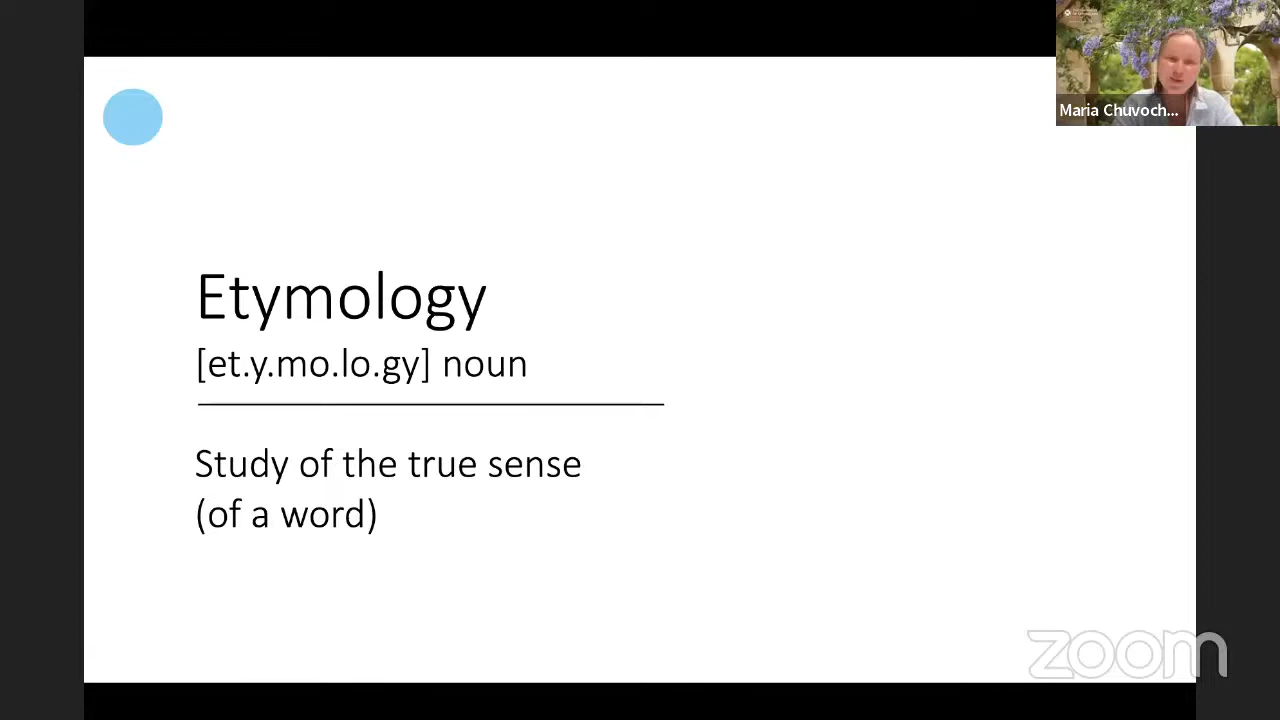 Maria Chuvoch...
Etymology
[et.y.mo.lo.gy] noun
Study of the true sense
(of a word)
zoom